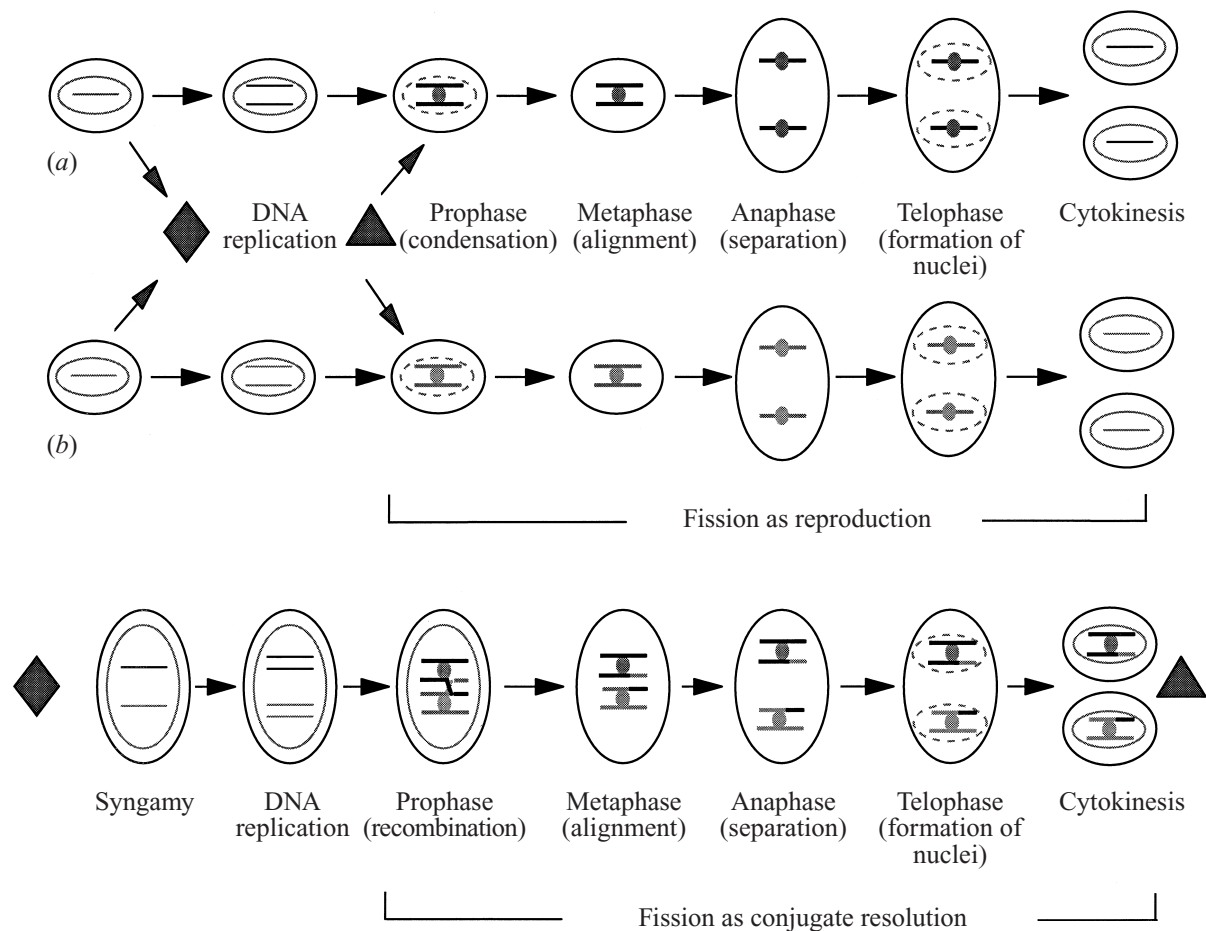 (a)
DNA
replication
Prophase
(condensation)
Metaphase
(alignment)
Anaphase
(separation)
Telophase
(formation of
nuclei)
Cytokinesis
(b)
Fission as reproduction
Syngamy
DNA
replication
Prophase
(recombination)
Metaphase
(alignment)
Anaphase
(separation)
Telophase
(formation of
nuclei)
Cytokinesis
Fission as conjugate resolution